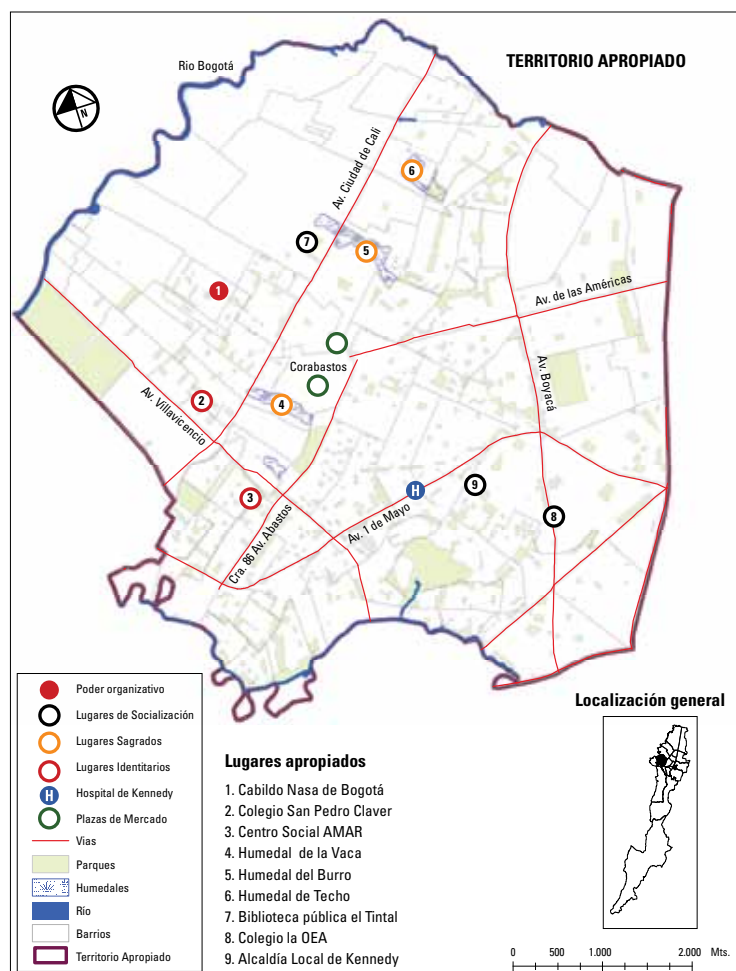 TERRITORIO APROPIADO
Rio Bogotá
N
Av. Ciudad de Cali
6
7
5
1
Av. de las Américas
Corabastos
Av. Boyacá
2
4
Av. Villavicencio
3
H
9
8
Av. 1 de Mayo
Cra. 86 Av. Abastos
Poder organizativo
Lugares de Socialización
Lugares Sagrados
Lugares Identitarios
H Hospital de Kennedy
Plazas de Mercado
Vias
Parques
Humedales
Río
Barrios
Territorio Apropiado
Lugares apropiados
1. Cabildo Nasa de Bogotá
2. Colegio San Pedro Claver
3. Centro Social AMAR
4. Humedal de la Vaca
5. Humedal del Burro
6. Humedal de Techo
7. Biblioteca pública el Tintal
8. Colegio la OEA
9. Alcaldía Local de Kennedy
Localización general
0 500 1.000 2.000 Mts.